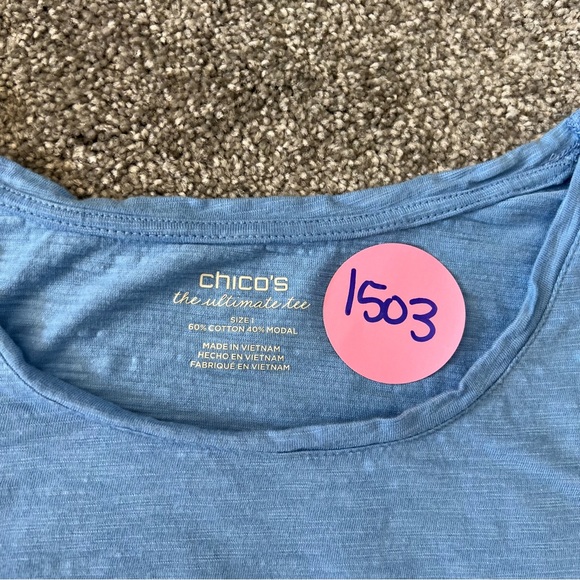 chico's
the ultimate tee
SIZE 1
60% COTTON 40% MODAL
MADE IN VIETNAM
HECHO EN VIETNAM
FABRIQUÉ EN VIETNAM
1503